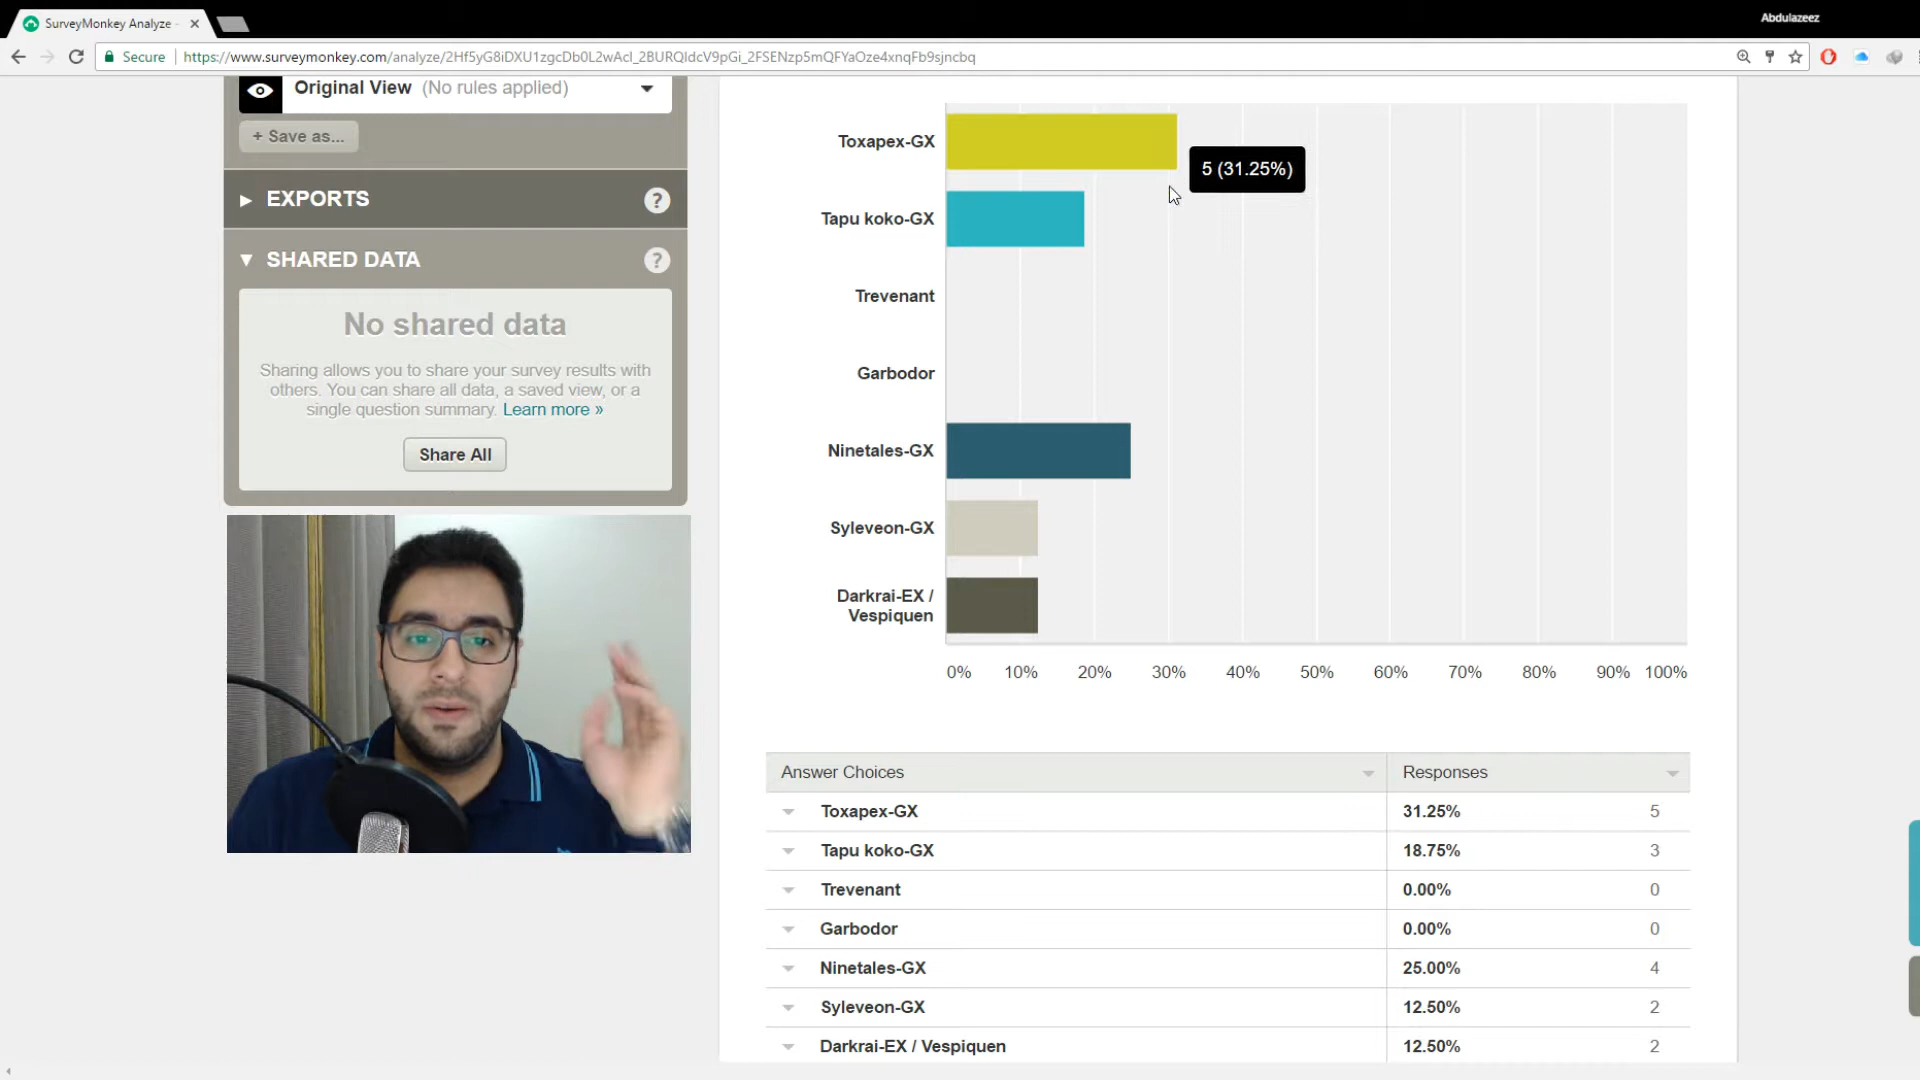 SurveyMonkey Analyze -
Abdulazeez
Secure
https://www.surveymonkey.com/analyze/2Hf5yG8iDXU1zgcDb0L2wAcI_2BURQIdcV9pGi_2FSENzp5mQFYaOze4xnqFb9sjncbq
Original View (No rules applied)
+ Save as...
EXPORTS
?
SHARED DATA
?
No shared data
Sharing allows you to share your survey results with
others. You can share all data, a saved view, or a
single question summary. Learn more »
Share All
Toxapex-GX
5 (31.25%)
Tapu koko-GX
Trevenant
Garbodor
Ninetales-GX
Syleveon-GX
Darkrai-EX /
Vespiquen
0% 10% 20% 30% 40% 50% 60% 70% 80% 90% 100%
Answer Choices Responses
Toxapex-GX 31.25% 5
Tapu koko-GX 18.75% 3
Trevenant 0.00% 0
Garbodor 0.00% 0
Ninetales-GX 25.00% 4
Syleveon-GX 12.50% 2
Darkrai-EX / Vespiquen 12.50% 2